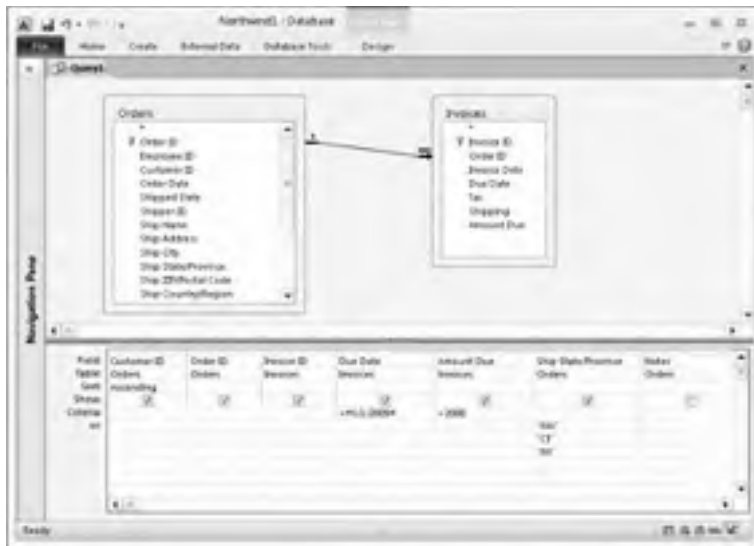 Northwind1 : Database
Home Create External Data Database Tools Design
Orders
*
Order ID
Employee ID
Customer ID
Order Date
Shipped Date
Shipper ID
Ship Name
Ship Address
Ship City
Ship State/Province
Ship ZIP/Postal Code
Ship Country/Region
Invoices
*
Invoice ID
Order ID
Invoice Date
Due Date
Tax
Shipping
Amount Due
Navigation Pane
Field: Customer ID Order ID Invoice ID Due Date Amount Due Ship State/Province Notes
Table: Orders Orders Invoices Invoices Invoices Orders Orders
Sort: Ascending
Show:
Criteria:
or:
Ready